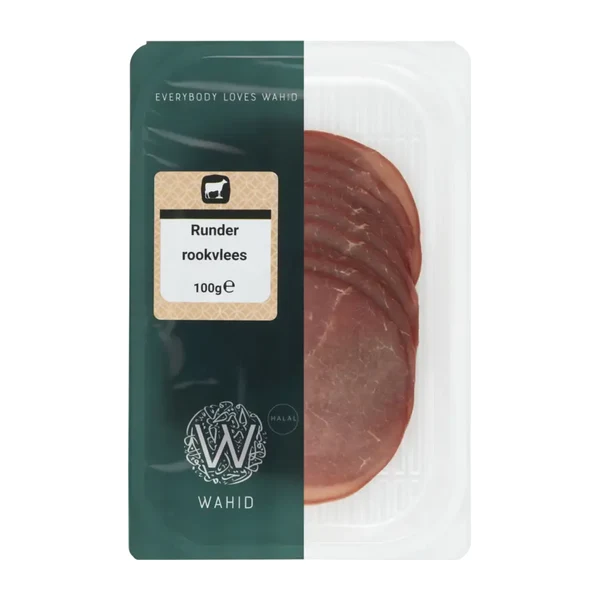 EVERYBODY LOVES WAHID
Runder
rookvlees
100g℮
HALAL
W
WAHID